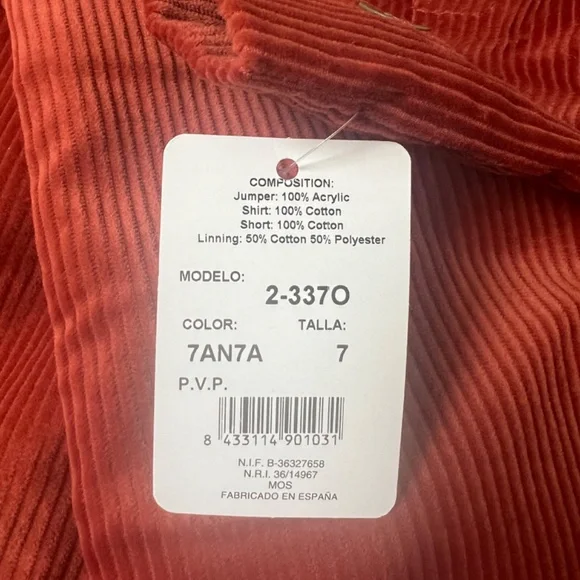 COMPOSITION:
Jumper: 100% Acrylic
Shirt: 100% Cotton
Short: 100% Cotton
Linning: 50% Cotton 50% Polyester
MODELO:
2-337O
COLOR: TALLA:
7AN7A 7
P.V.P.
8 433114 901031
N.I.F. B-36327658
N.R.I. 36/14967
MOS
FABRICADO EN ESPAÑA